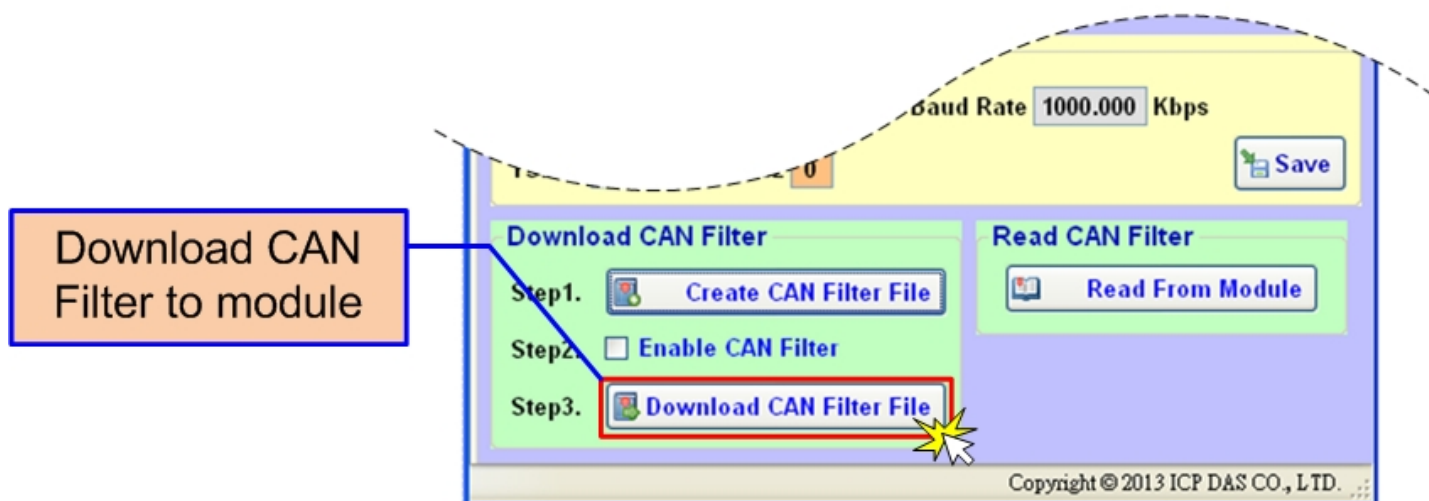 Baud Rate 1000.000 Kbps
0
Save
Download CAN
Filter to module
Download CAN Filter
Step1. Create CAN Filter File
Step2. Enable CAN Filter
Step3. Download CAN Filter File
Read CAN Filter
Read From Module
Copyright © 2013 ICP DAS CO., LTD.